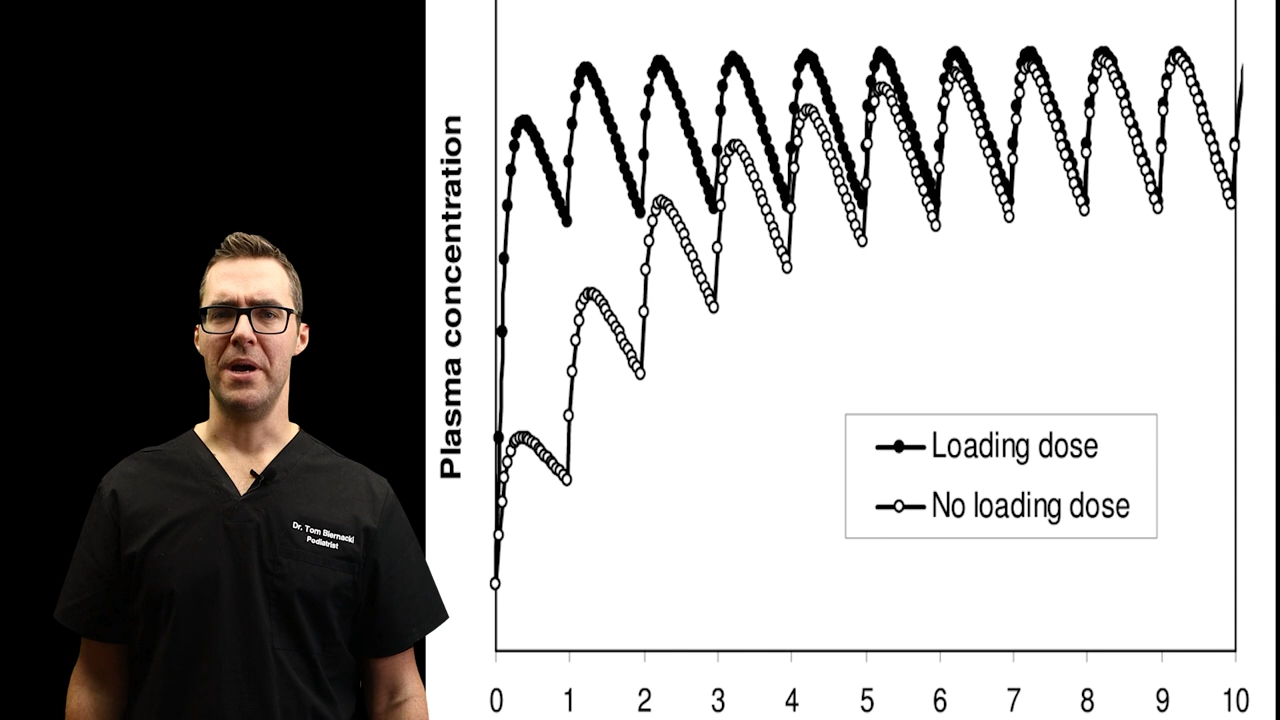 Dr. Tom Biernacki
Podiatrist
Plasma concentration
Loading dose
No loading dose
0 1 2 3 4 5 6 7 8 9 10